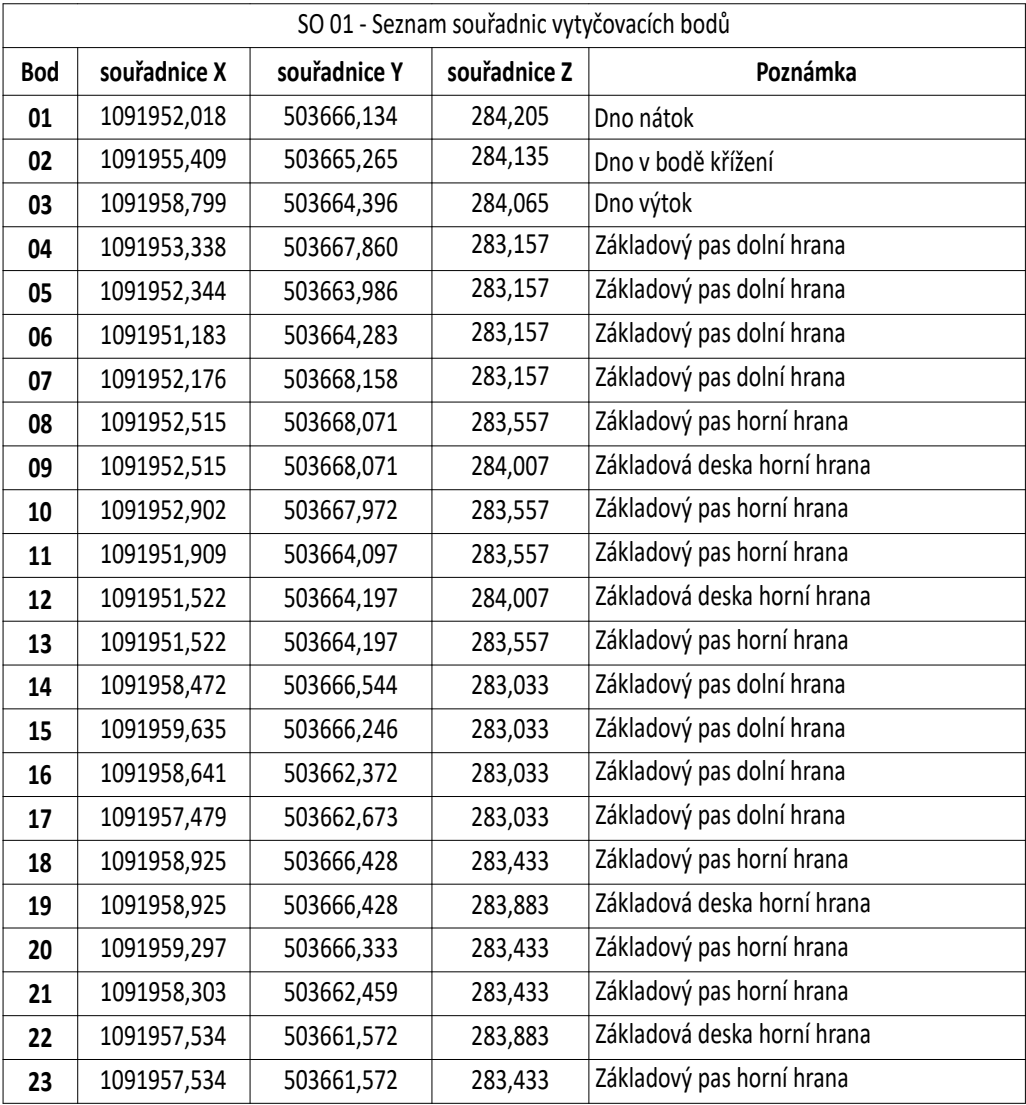 SO 01 - Seznam souřadnic vytyčovacích bodů
Bod souřadnice X souřadnice Y souřadnice Z Poznámka
01 1091952,018 503666,134 284,205 Dno nátok
02 1091955,409 503665,265 284,135 Dno v bodě křížení
03 1091958,799 503664,396 284,065 Dno výtok
04 1091953,338 503667,860 283,157 Základový pas dolní hrana
05 1091952,344 503663,986 283,157 Základový pas dolní hrana
06 1091951,183 503664,283 283,157 Základový pas dolní hrana
07 1091952,176 503668,158 283,157 Základový pas dolní hrana
08 1091952,515 503668,071 283,557 Základový pas horní hrana
09 1091952,515 503668,071 284,007 Základová deska horní hrana
10 1091952,902 503667,972 283,557 Základový pas horní hrana
11 1091951,909 503664,097 283,557 Základový pas horní hrana
12 1091951,522 503664,197 284,007 Základová deska horní hrana
13 1091951,522 503664,197 283,557 Základový pas horní hrana
14 1091958,472 503666,544 283,033 Základový pas dolní hrana
15 1091959,635 503666,246 283,033 Základový pas dolní hrana
16 1091958,641 503662,372 283,033 Základový pas dolní hrana
17 1091957,479 503662,673 283,033 Základový pas dolní hrana
18 1091958,925 503666,428 283,433 Základový pas horní hrana
19 1091958,925 503666,428 283,883 Základová deska horní hrana
20 1091959,297 503666,333 283,433 Základový pas horní hrana
21 1091958,303 503662,459 283,433 Základový pas horní hrana
22 1091957,534 503661,572 283,883 Základová deska horní hrana
23 1091957,534 503661,572 283,433 Základový pas horní hrana